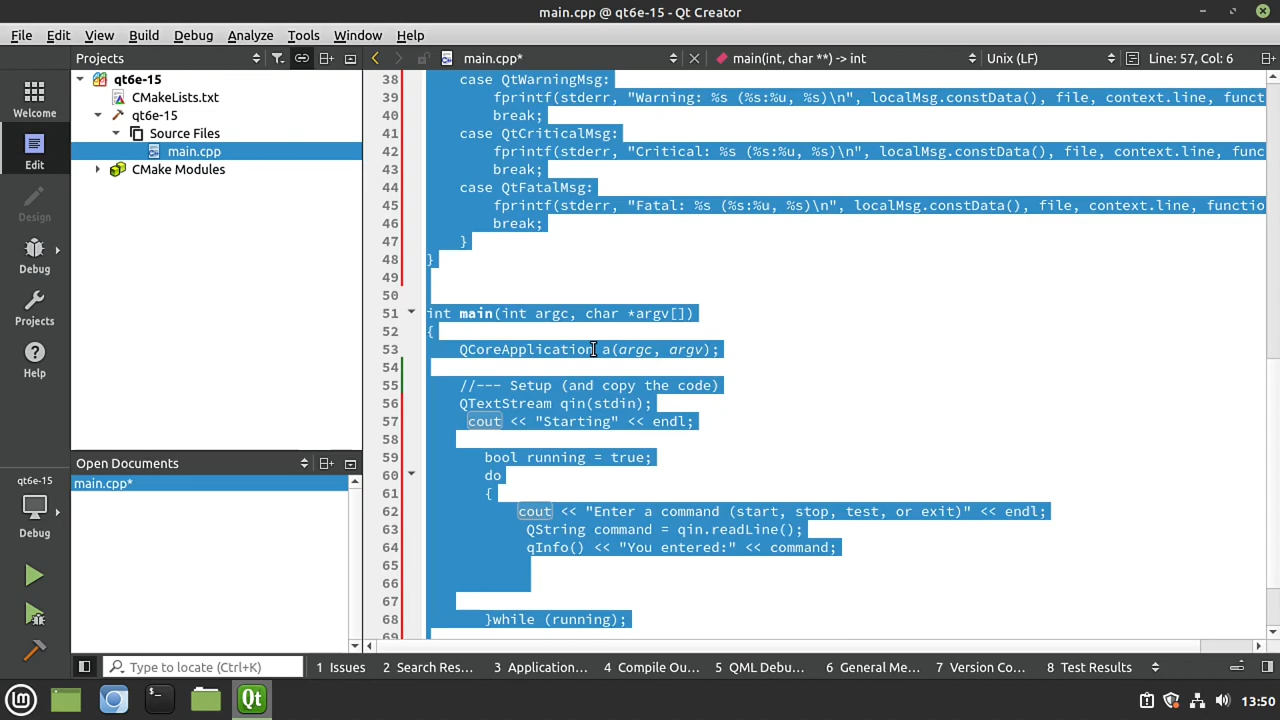 main.cpp @ qt6e-15 - Qt Creator
File Edit View Build Debug Analyze Tools Window Help
Projects main.cpp* main(int, char **) -> int Unix (LF) Line: 57, Col: 6
Welcome
Edit
Design
Debug
Projects
Help
qt6e-15
Debug
qt6e-15
CMakeLists.txt
qt6e-15
Source Files
main.cpp
CMake Modules
Open Documents
main.cpp*
38 case QtWarningMsg:
39 fprintf(stderr, "Warning: %s (%s:%u, %s)\n", localMsg.constData(), file, context.line, funct
40 break;
41 case QtCriticalMsg:
42 fprintf(stderr, "Critical: %s (%s:%u, %s)\n", localMsg.constData(), file, context.line, func
43 break;
44 case QtFatalMsg:
45 fprintf(stderr, "Fatal: %s (%s:%u, %s)\n", localMsg.constData(), file, context.line, functio
46 break;
47 }
48 }
49
50
51 int main(int argc, char *argv[])
52 {
53 QCoreApplication a(argc, argv);
54
55 //--- Setup (and copy the code)
56 QTextStream qin(stdin);
57 cout << "Starting" << endl;
58
59 bool running = true;
60 do
61 {
62 cout << "Enter a command (start, stop, test, or exit)" << endl;
63 QString command = qin.readLine();
64 qInfo() << "You entered:" << command;
65
66
67
68 }while (running);
69
Type to locate (Ctrl+K) 1 Issues 2 Search Res... 3 Application... 4 Compile Ou... 5 QML Debu... 6 General Me... 7 Version Co... 8 Test Results
Qt 13:50